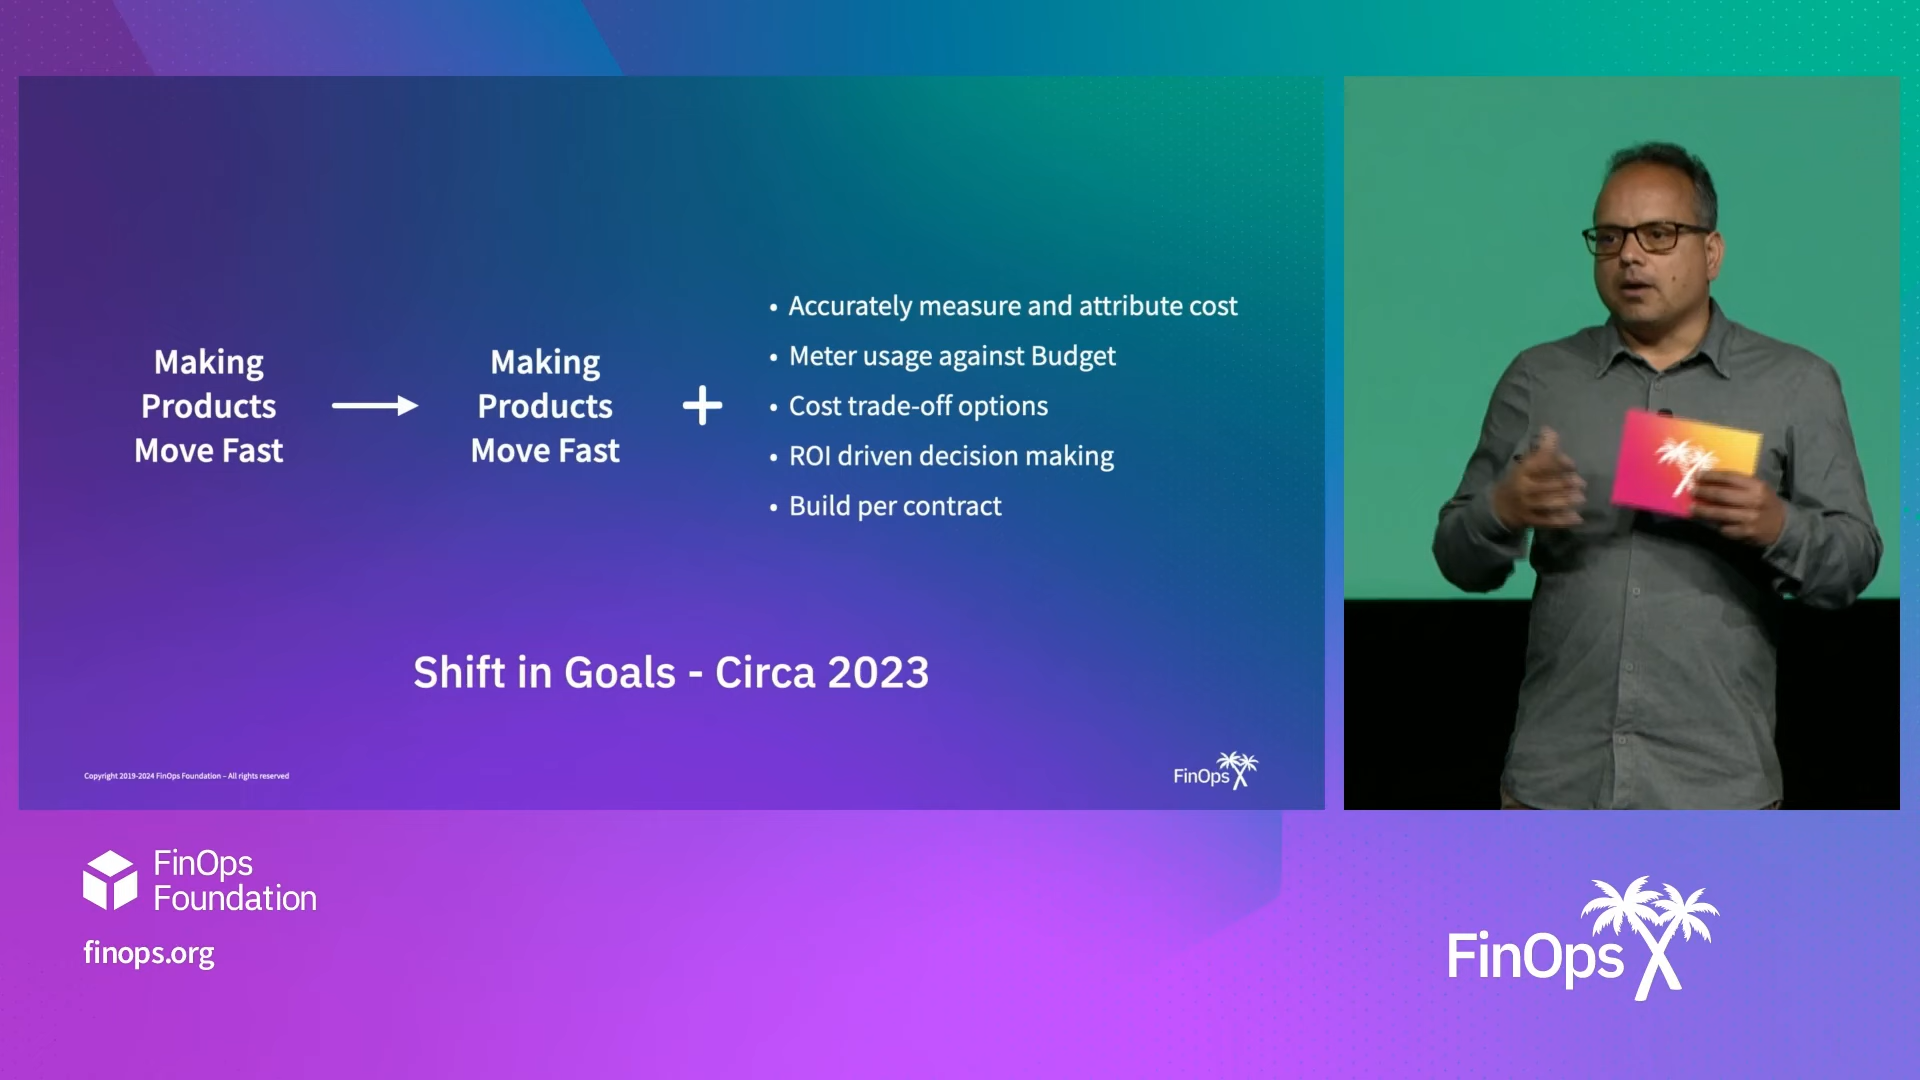 Making
Products
Move Fast
Making
Products
Move Fast
+
• Accurately measure and attribute cost
• Meter usage against Budget
• Cost trade-off options
• ROI driven decision making
• Build per contract
Shift in Goals - Circa 2023
Copyright 2019-2024 FinOps Foundation – All rights reserved
FinOps X
FinOps
Foundation
finops.org
FinOps X